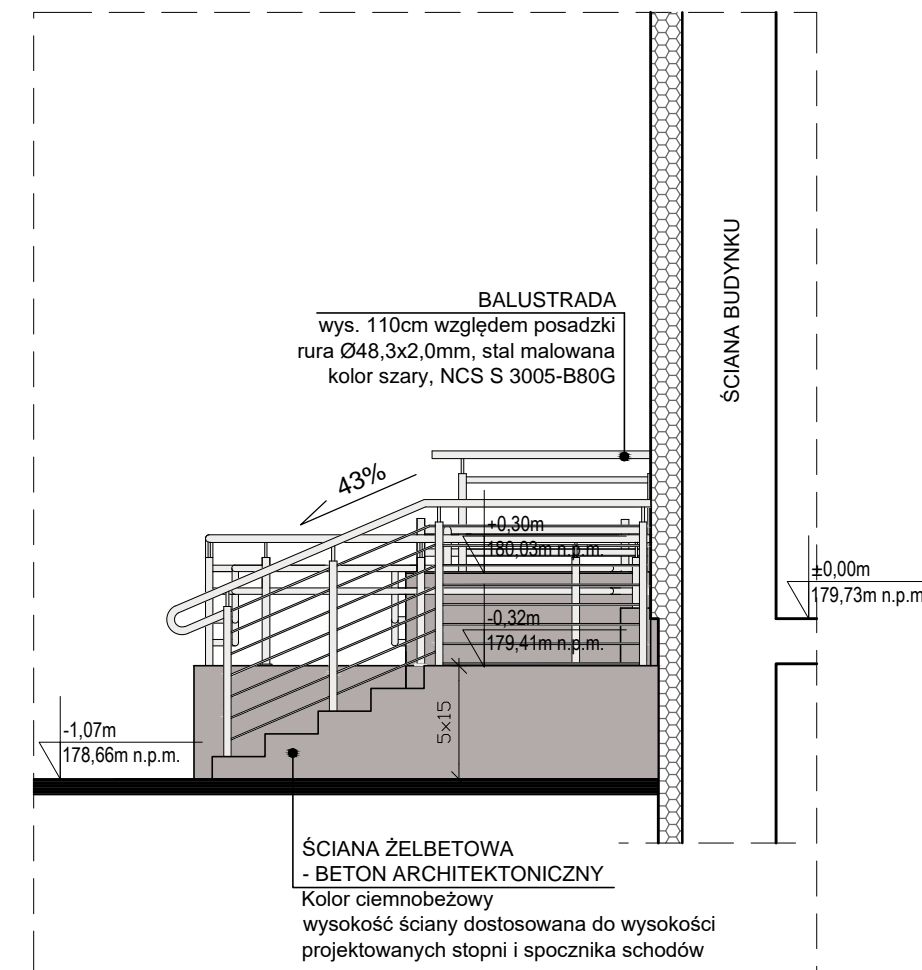 BALUSTRADA
wys. 110cm względem posadzki
rura Ø48,3x2,0mm, stal malowana
kolor szary, NCS S 3005-B80G
ŚCIANA BUDYNKU
43%
+0,30m
180,03m n.p.m.
±0,00m
179,73m n.p.m
-0,32m
179,41m n.p.m.
5x15
-1,07m
178,66m n.p.m.
ŚCIANA ŻELBETOWA
- BETON ARCHITEKTONICZNY
Kolor ciemnobeżowy
wysokość ściany dostosowana do wysokości
projektowanych stopni i spocznika schodów